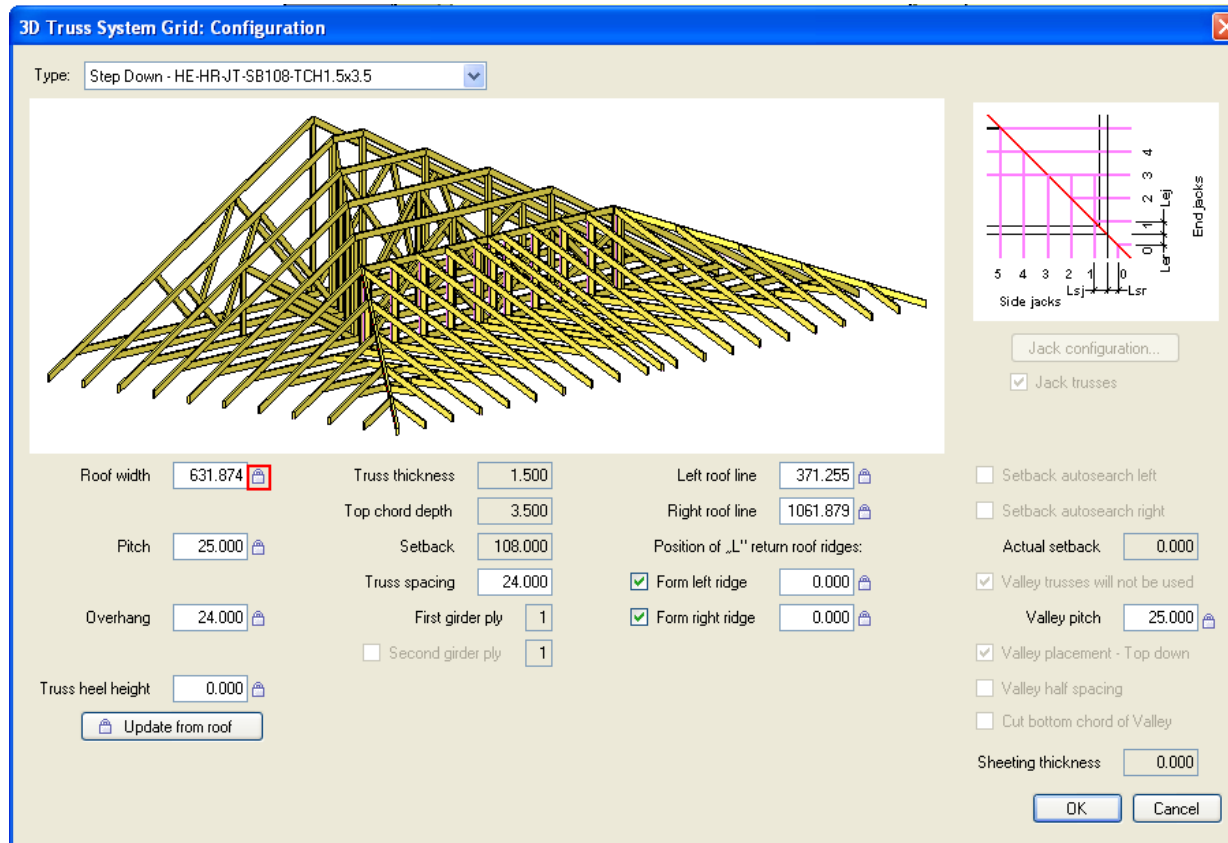 3D Truss System Grid: Configuration
Type: Step Down - HE-HR-JT-SB108-TCH1.5x3.5
4
3
2
1
0
Lej
Ler
End jacks
5 4 3 2 1 0
Lsj Lsr
Side jacks
Jack configuration...
Jack trusses
Roof width 631.874
Pitch 25.000
Overhang 24.000
Truss heel height 0.000
Update from roof
Truss thickness 1.500
Top chord depth 3.500
Setback 108.000
Truss spacing 24.000
First girder ply 1
Second girder ply 1
Left roof line 371.255
Right roof line 1061.879
Position of „L" return roof ridges:
Form left ridge 0.000
Form right ridge 0.000
Setback autosearch left
Setback autosearch right
Actual setback 0.000
Valley trusses will not be used
Valley pitch 25.000
Valley placement - Top down
Valley half spacing
Cut bottom chord of Valley
Sheeting thickness 0.000
OK Cancel